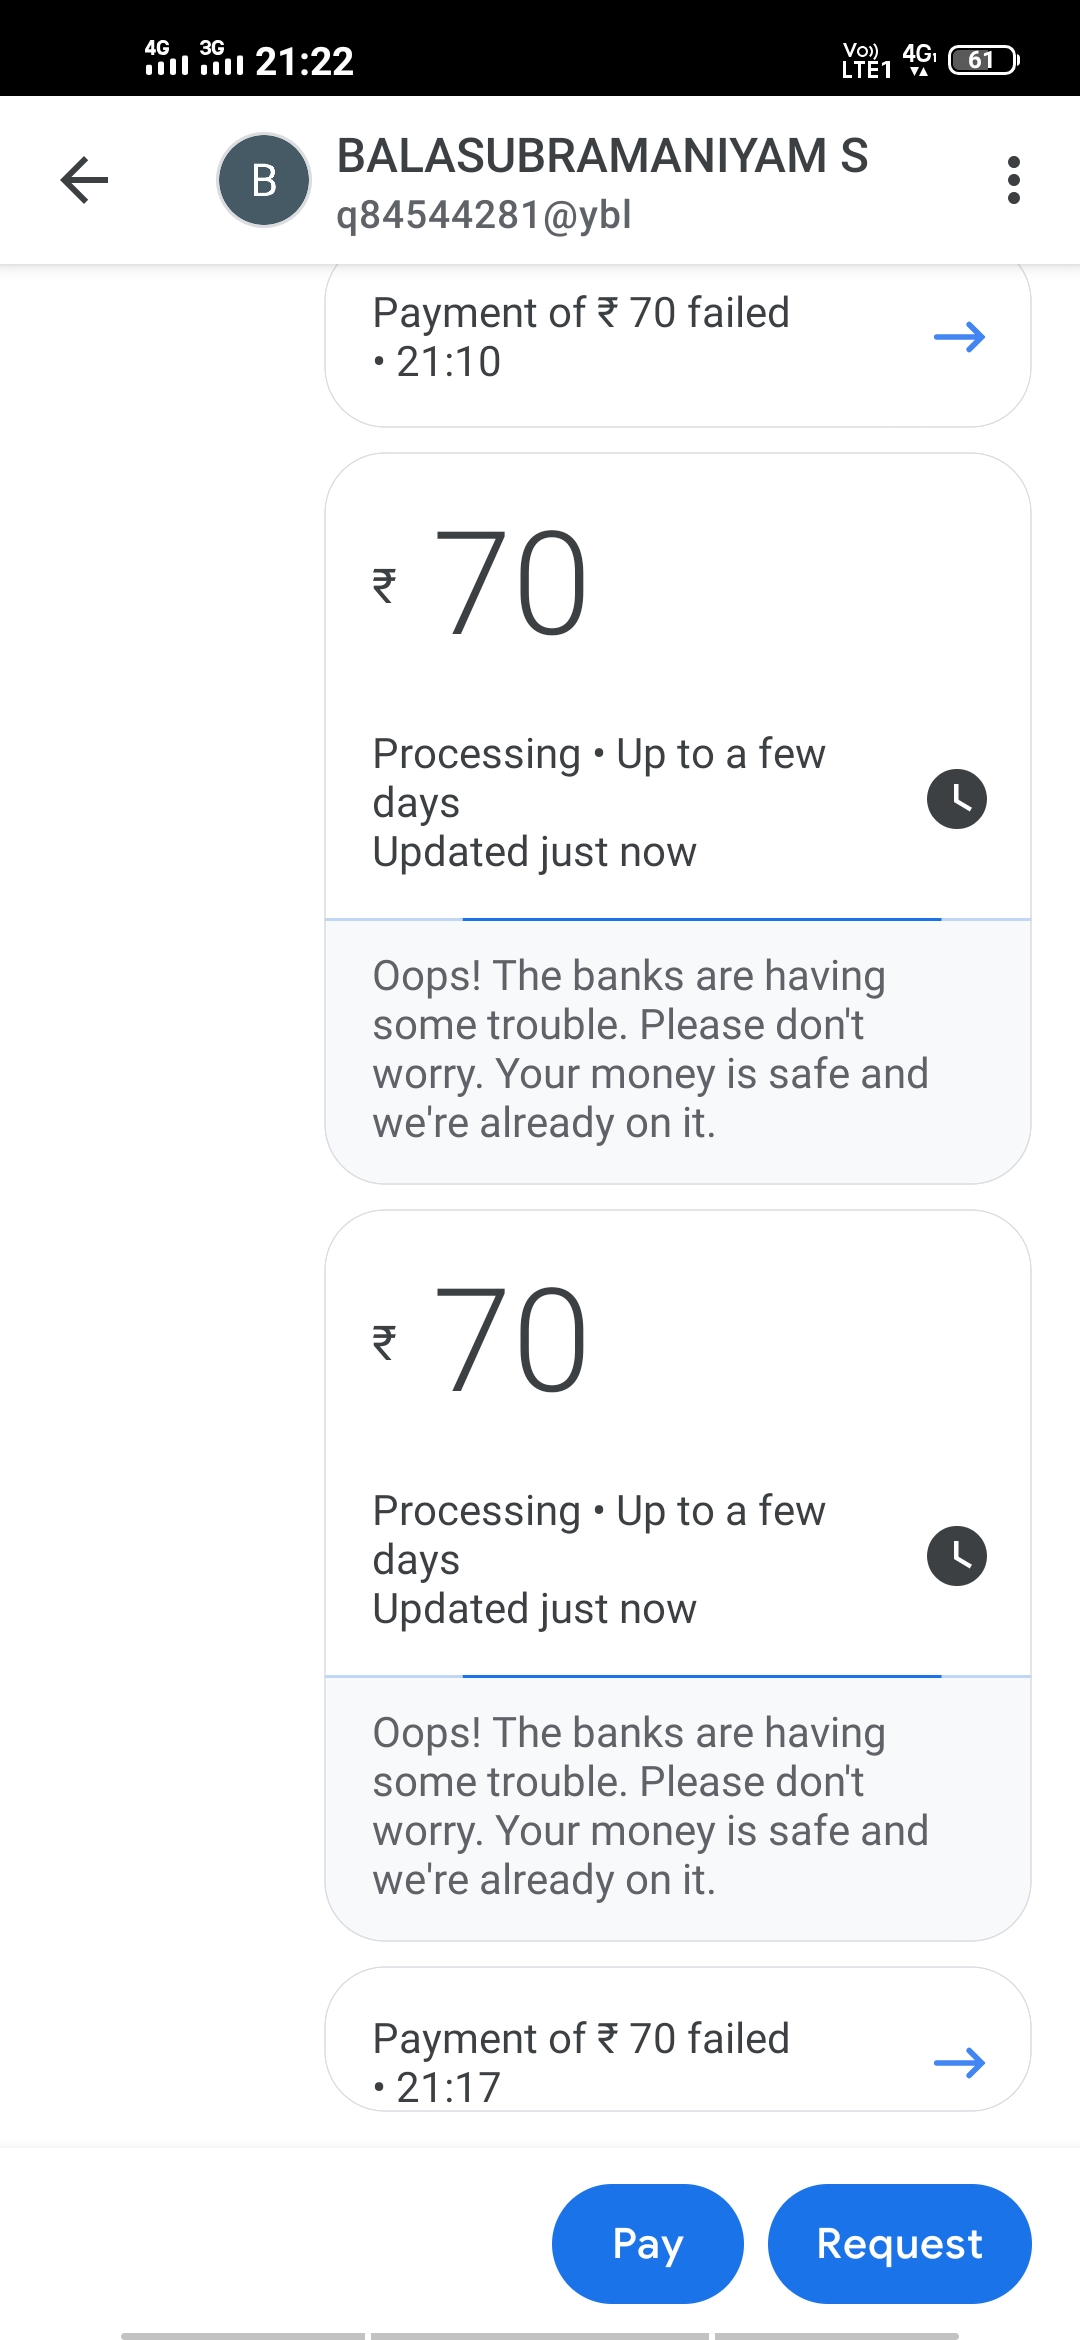 4G 3G 21:22 Vo)) LTE1 4G1 61
BALASUBRAMANIYAM S
B
q84544281@ybl
Payment of ₹ 70 failed
• 21:10
₹ 70
Processing • Up to a few
days
Updated just now
Oops! The banks are having
some trouble. Please don't
worry. Your money is safe and
we're already on it.
₹ 70
Processing • Up to a few
days
Updated just now
Oops! The banks are having
some trouble. Please don't
worry. Your money is safe and
we're already on it.
Payment of ₹ 70 failed
• 21:17
Pay Request